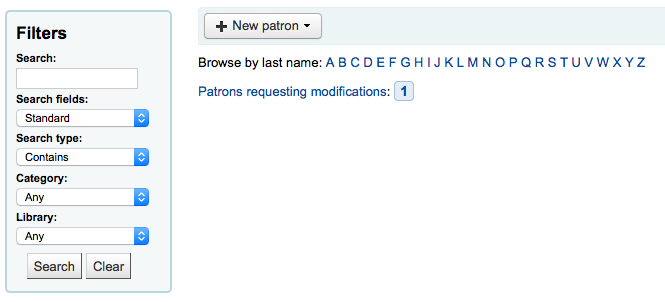 Filters
Search:
Search fields:
Standard
Search type:
Contains
Category:
Any
Library:
Any
Search Clear
+ New patron
Browse by last name: A B C D E F G H I J K L M N O P Q R S T U V W X Y Z
Patrons requesting modifications: 1